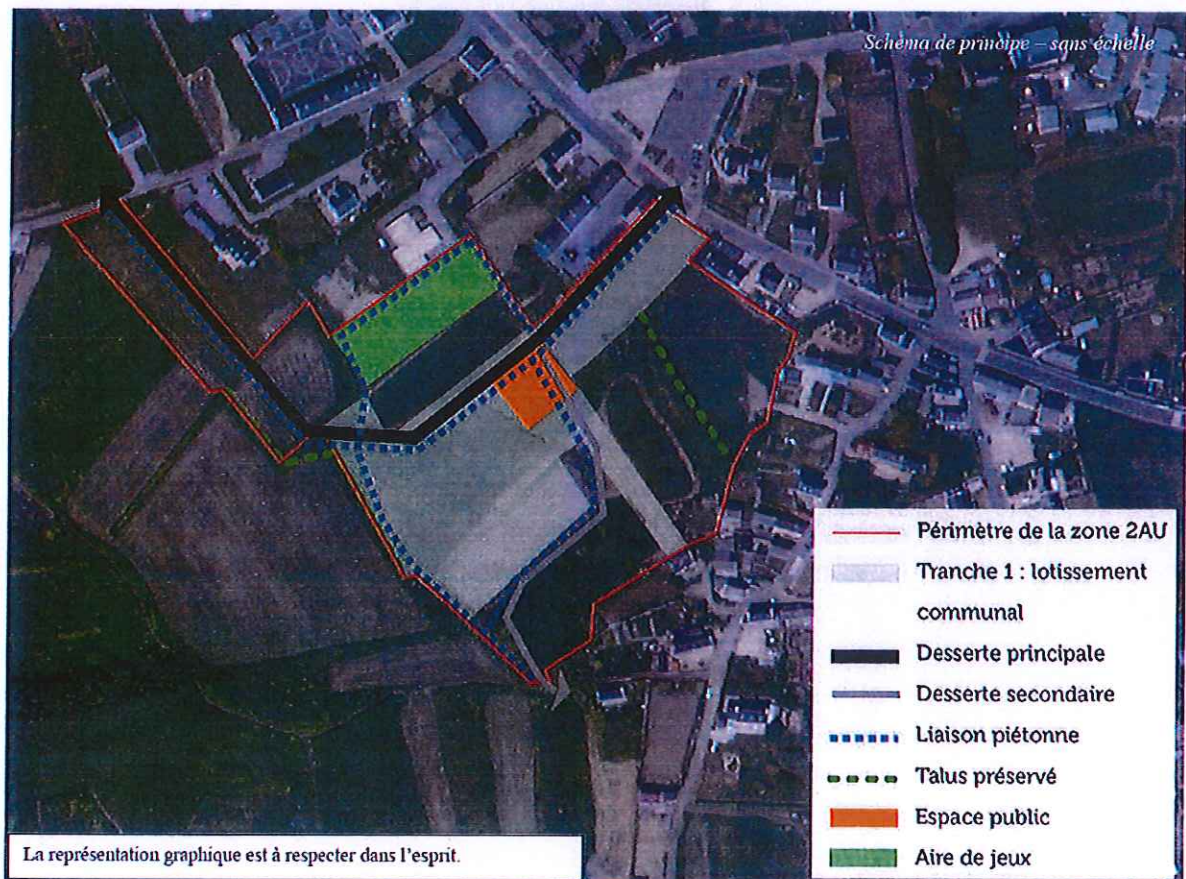 Schéma de principe – sans échelle
Périmètre de la zone 2AU
Tranche 1 : lotissement
communal
Desserte principale
Desserte secondaire
Liaison piétonne
Talus préservé
Espace public
Aire de jeux
La représentation graphique est à respecter dans l'esprit.